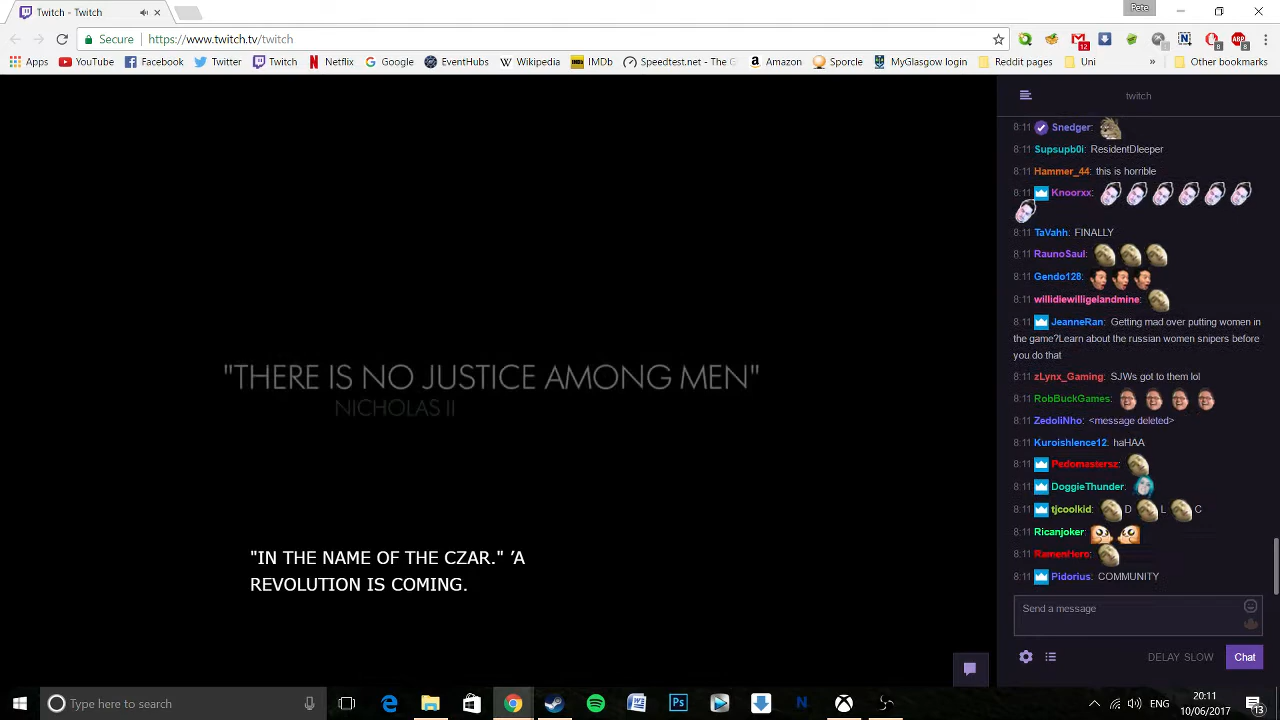 Twitch - Twitch
Pete
Secure
https://www.twitch.tv/twitch
12
8
8
Apps YouTube Facebook Twitter Twitch Netflix Google EventHubs Wikipedia IMDb Speedtest.net - The G Amazon Sporcle MyGlasgow login Reddit pages Uni » Other bookmarks
"THERE IS NO JUSTICE AMONG MEN"
NICHOLAS II
"IN THE NAME OF THE CZAR." ’A
REVOLUTION IS COMING.
twitch
8:11 Snedger:
8:11 Supsupb0i: ResidentDleeper
8:11 Hammer_44: this is horrible
8:11 Knoorxx:
8:11 TaVahh: FINALLY
8:11 RaunoSaul:
8:11 Gendo128:
8:11 willidiewilligelandmine:
8:11 JeanneRan: Getting mad over putting women in
the game?Learn about the russian women snipers before
you do that
8:11 zLynx_Gaming: SJWs got to them lol
8:11 RobBuckGames:
8:11 ZedoliNho: <message deleted>
8:11 Kuroishlence12: haHAA
8:11 Pedomastersz:
8:11 DoggieThunder:
8:11 tjcoolkid: D L C
8:11 Ricanjoker:
8:11 RamenHero:
8:11 Pidorius: COMMUNITY
Send a message
DELAY SLOW Chat
Type here to search
ENG
20:11
10/06/2017
13